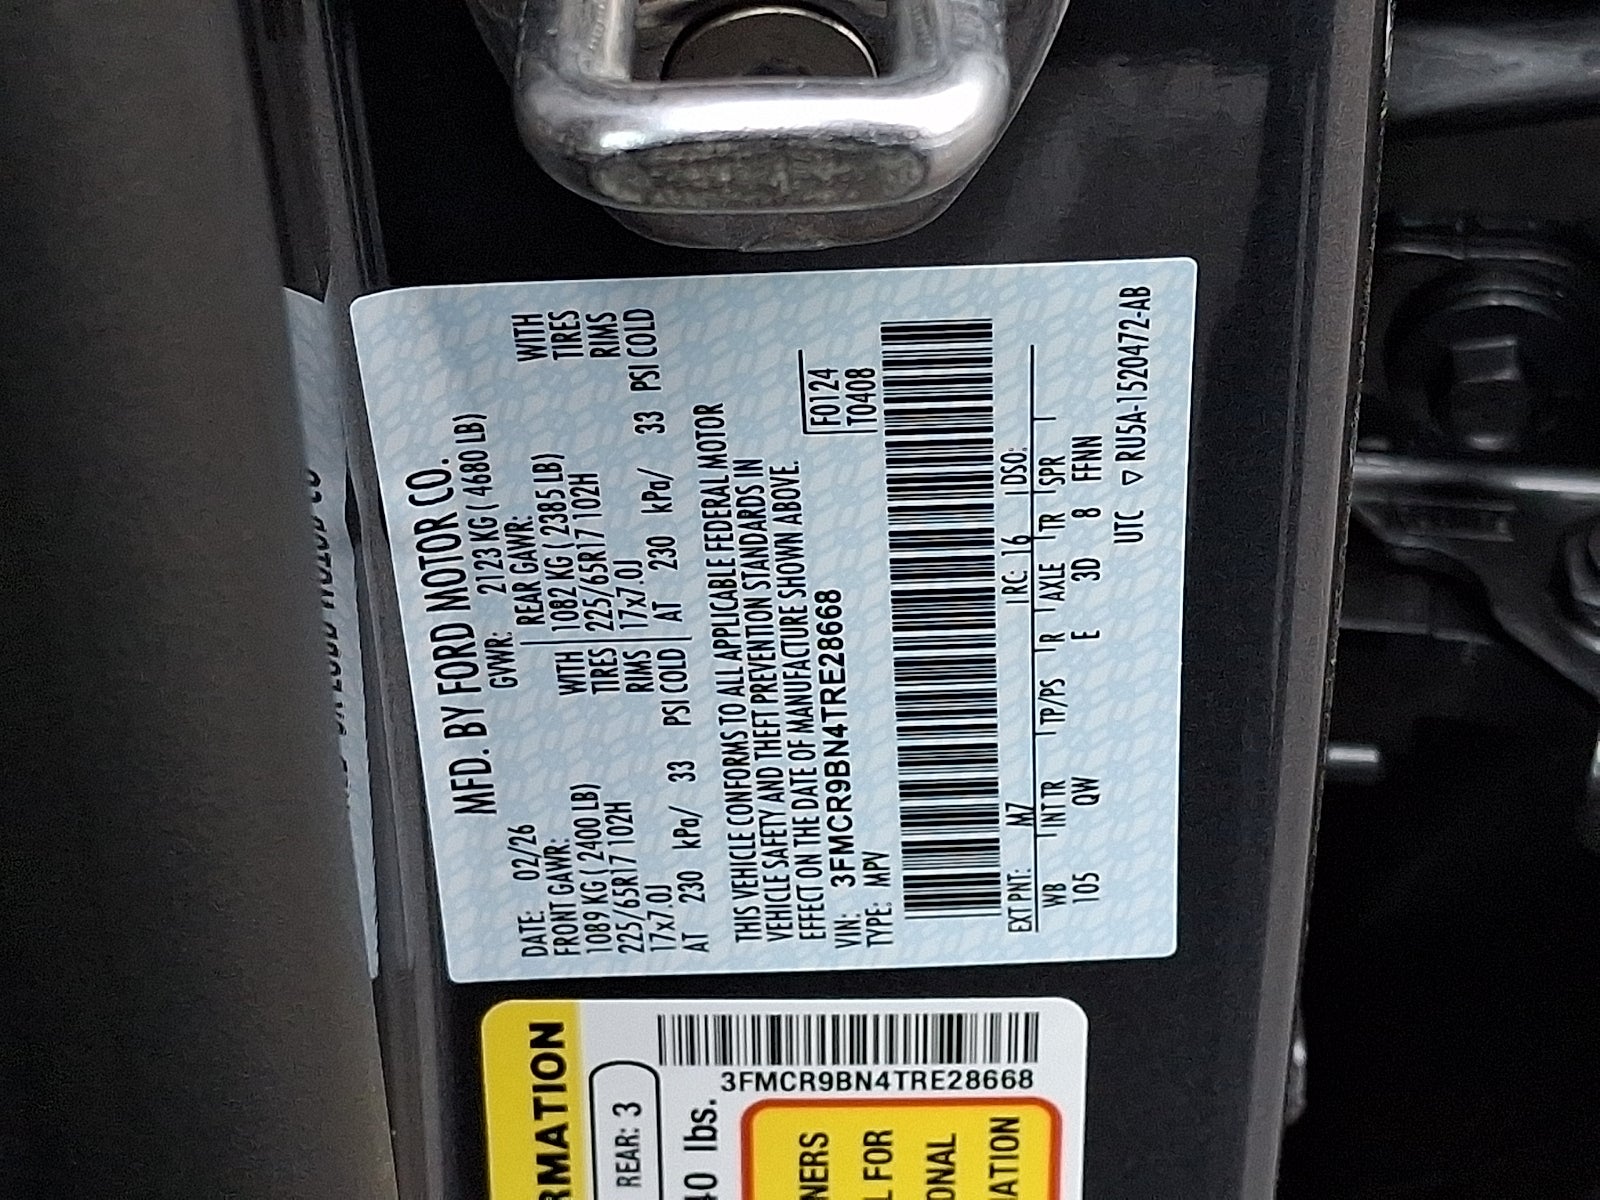 MFD. BY FORD MOTOR CO.
DATE: 02/26 GVWR: 2123 KG ( 4680 LB)
FRONT GAWR: REAR GAWR:
1089 KG ( 2400 LB) WITH 1082 KG ( 2385 LB) WITH
225/65R17 102H TIRES 225/65R17 102H TIRES
17x7.0J RIMS 17x7.0J RIMS
AT 230 kPa/ 33 PSI COLD AT 230 kPa/ 33 PSI COLD
THIS VEHICLE CONFORMS TO ALL APPLICABLE FEDERAL MOTOR
VEHICLE SAFETY AND THEFT PREVENTION STANDARDS IN
EFFECT ON THE DATE OF MANUFACTURE SHOWN ABOVE.
VIN: 3FMCR9BN4TRE28668 F0124
TYPE: MPV T0408
EXT PNT: MZ RC: 16 DSO:
WB INT TR TP/PS R AXLE TR SPR
105 QW E 3D 8 FFNN
UTC ▽ RU5A-1520472-AB
REAR: 3
40 lbs.
3FMCR9BN4TRE28668